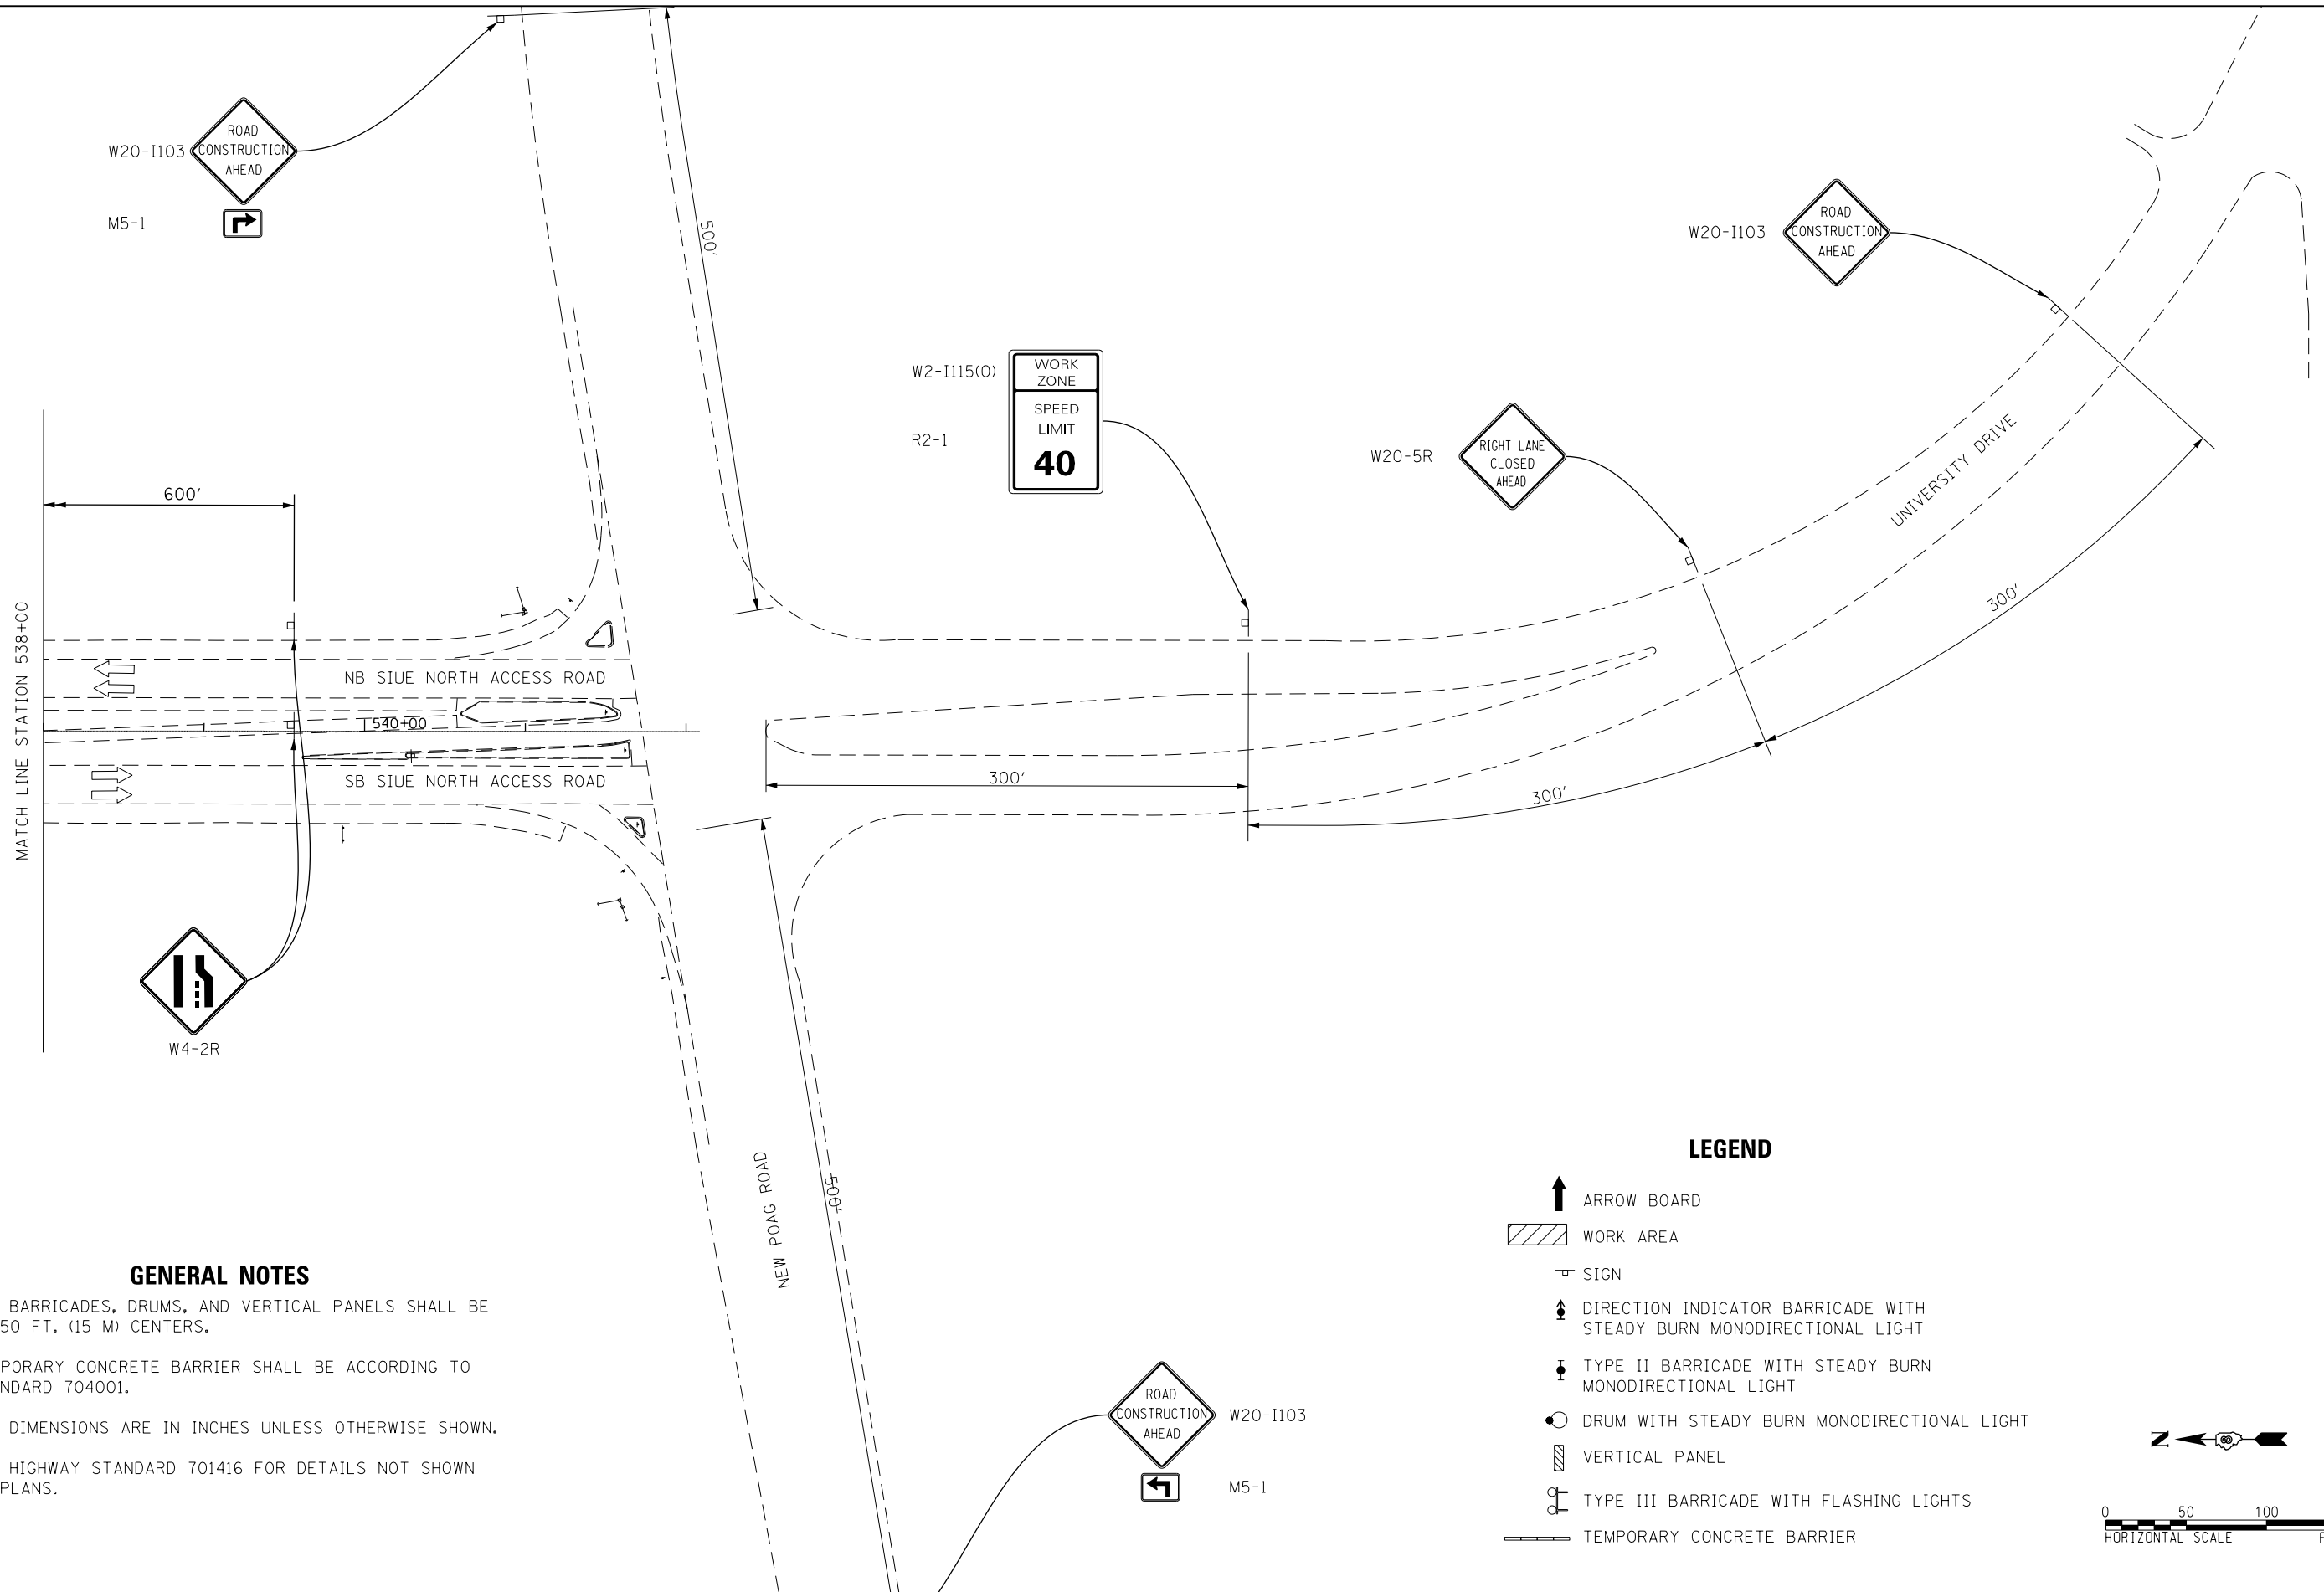 W20-I103
ROAD
CONSTRUCTION
AHEAD
M5-1
500'
W20-I103
ROAD
CONSTRUCTION
AHEAD
W2-I115(O)
WORK
ZONE
R2-1
SPEED
LIMIT
40
W20-5R
RIGHT LANE
CLOSED
AHEAD
UNIVERSITY DRIVE
300'
600'
MATCH LINE STATION 538+00
NB SIUE NORTH ACCESS ROAD
540+00
SB SIUE NORTH ACCESS ROAD
300'
300'
W4-2R
NEW POAG ROAD
500'
GENERAL NOTES
BARRICADES, DRUMS, AND VERTICAL PANELS SHALL BE
50 FT. (15 M) CENTERS.
PORARY CONCRETE BARRIER SHALL BE ACCORDING TO
NDARD 704001.
DIMENSIONS ARE IN INCHES UNLESS OTHERWISE SHOWN.
HIGHWAY STANDARD 701416 FOR DETAILS NOT SHOWN
PLANS.
ROAD
CONSTRUCTION
AHEAD
W20-I103
M5-1
LEGEND
ARROW BOARD
WORK AREA
SIGN
DIRECTION INDICATOR BARRICADE WITH
STEADY BURN MONODIRECTIONAL LIGHT
TYPE II BARRICADE WITH STEADY BURN
MONODIRECTIONAL LIGHT
DRUM WITH STEADY BURN MONODIRECTIONAL LIGHT
VERTICAL PANEL
TYPE III BARRICADE WITH FLASHING LIGHTS
TEMPORARY CONCRETE BARRIER
N
0 50 100
HORIZONTAL SCALE